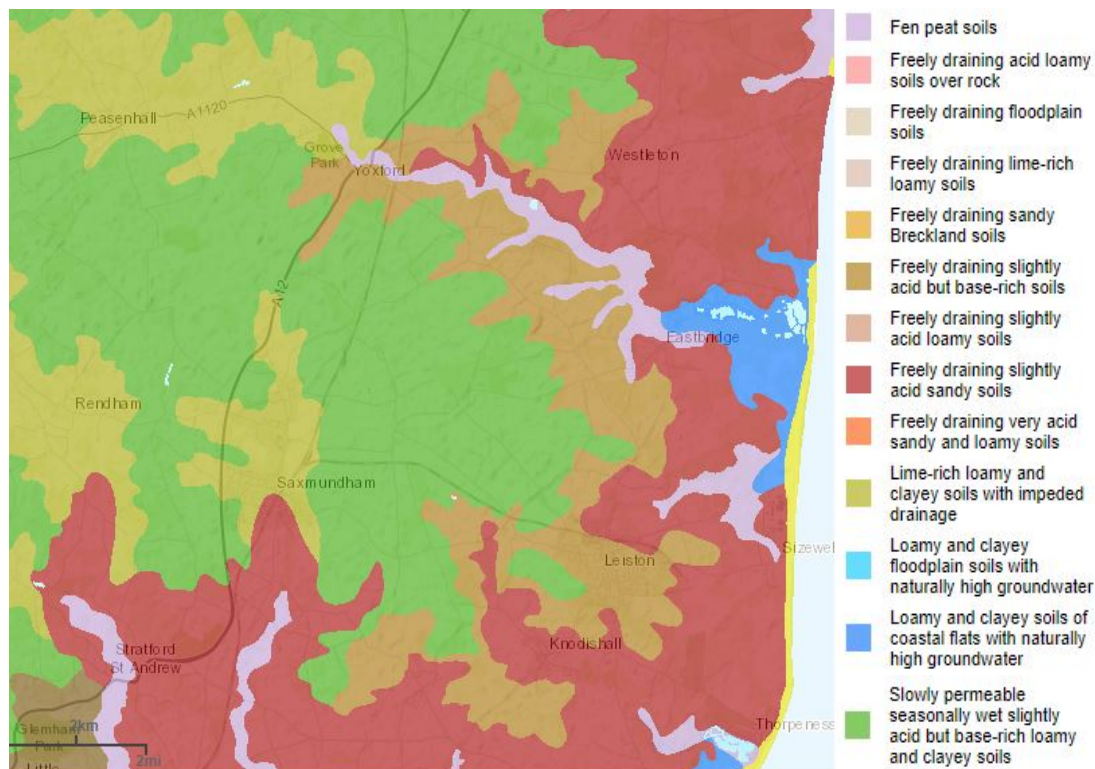 Peasenhall
A1120
Grove
Park
Yoxford
Westleton
A12
Eastbridge
Rendham
Saxmundham
Leiston
Sizewel
Stratford
St Andrew
Knodishall
Thorpeness
Glemham
Park
Little
2km
2mi
Fen peat soils
Freely draining acid loamy
soils over rock
Freely draining floodplain
soils
Freely draining lime-rich
loamy soils
Freely draining sandy
Breckland soils
Freely draining slightly
acid but base-rich soils
Freely draining slightly
acid loamy soils
Freely draining slightly
acid sandy soils
Freely draining very acid
sandy and loamy soils
Lime-rich loamy and
clayey soils with impeded
drainage
Loamy and clayey
floodplain soils with
naturally high groundwater
Loamy and clayey soils of
coastal flats with naturally
high groundwater
Slowly permeable
seasonally wet slightly
acid but base-rich loamy
and clayey soils